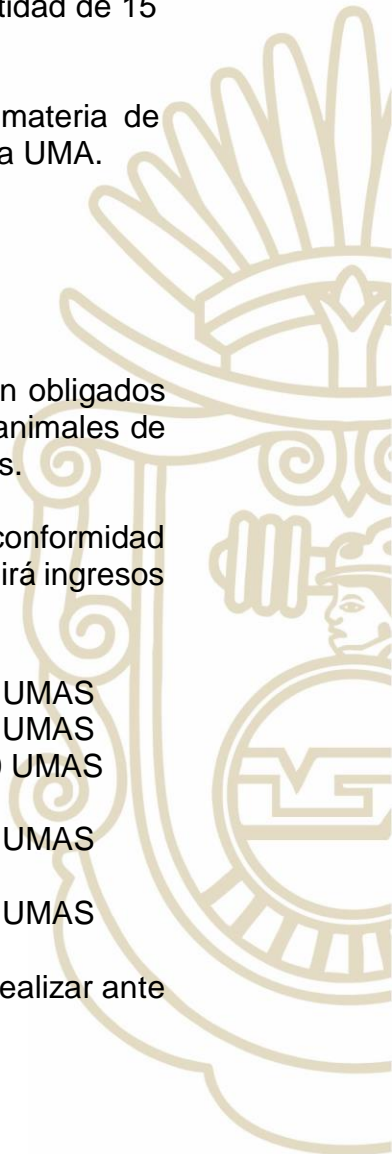 tidad de 15
materia de
a UMA.
n obligados
animales de
s.
conformidad
irá ingresos
UMAS
UMAS
UMAS
UMAS
UMAS
ealizar ante